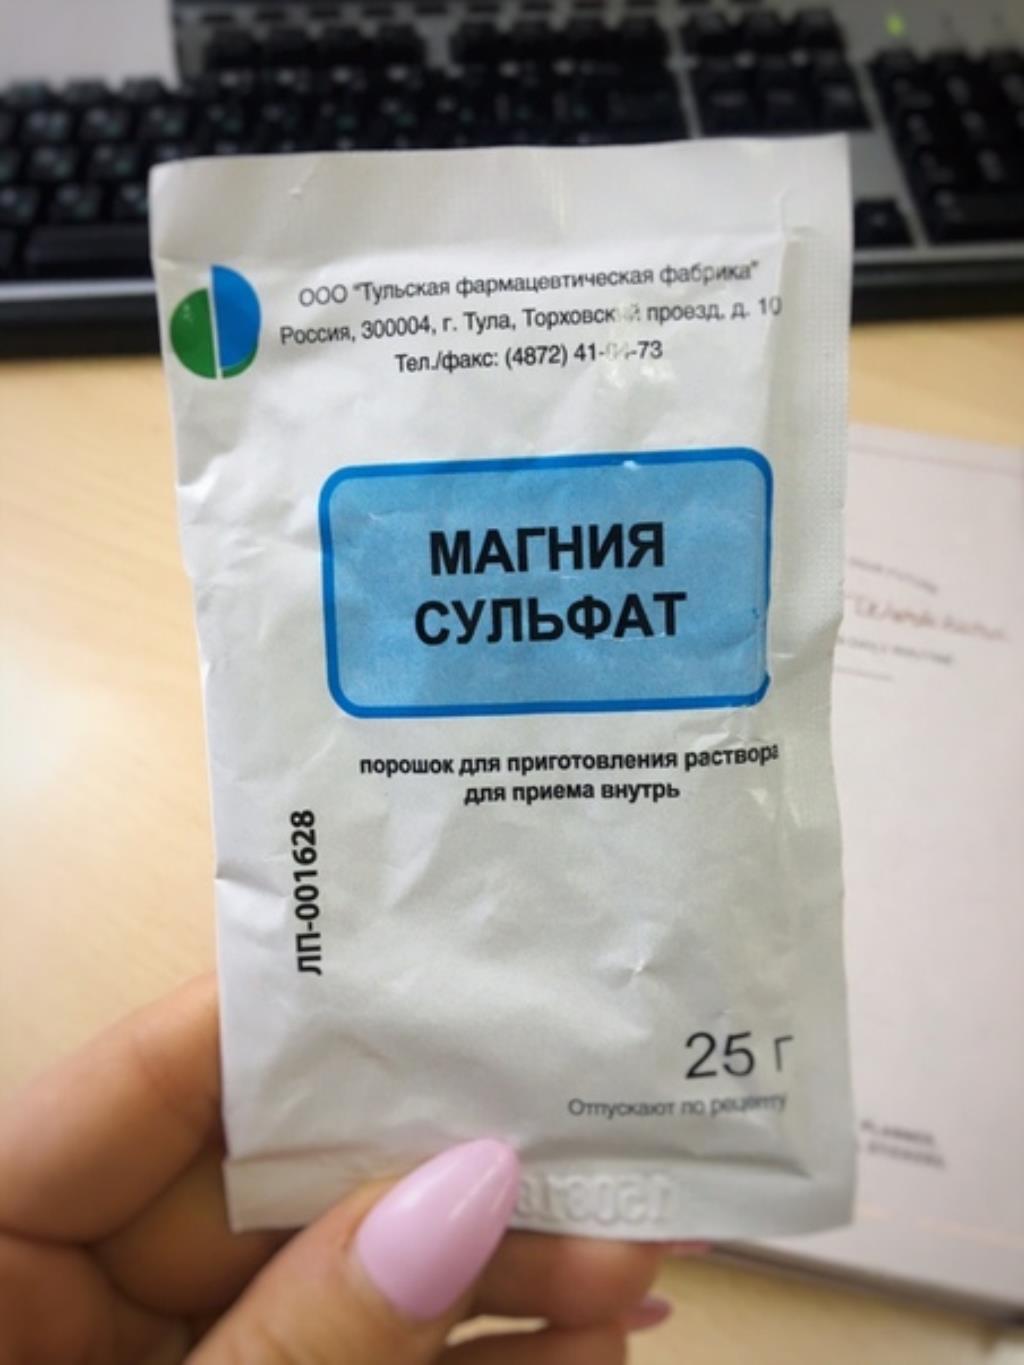 ООО "Тульская фармацевтическая фабрика"
Россия, 300004, г. Тула, Торховский проезд, д. 10
Тел./факс: (4872) 41-04-73
МАГНИЯ
СУЛЬФАТ
порошок для приготовления раствора
для приема внутрь
ЛП-001628
25 Г
Отпускают по рецепту